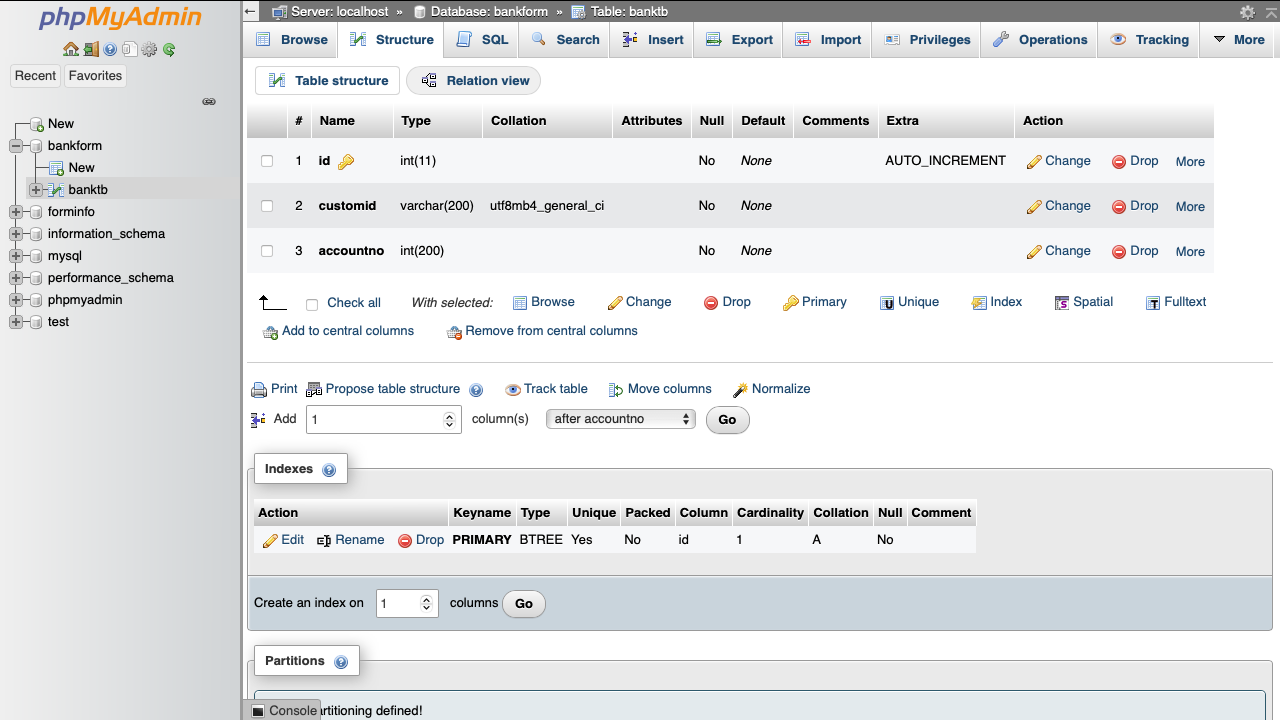 phpMyAdmin
Recent Favorites
New
bankform
New
banktb
forminfo
information_schema
mysql
performance_schema
phpmyadmin
test
Server: localhost » Database: bankform » Table: banktb
Browse Structure SQL Search Insert Export Import Privileges Operations Tracking More
Table structure Relation view
# Name Type Collation Attributes Null Default Comments Extra Action
1 id int(11) No None AUTO_INCREMENT Change Drop More
2 customid varchar(200) utf8mb4_general_ci No None Change Drop More
3 accountno int(200) No None Change Drop More
Check all With selected: Browse Change Drop Primary Unique Index Spatial Fulltext
Add to central columns Remove from central columns
Print Propose table structure Track table Move columns Normalize
Add 1 column(s) after accountno Go
Indexes
Action Keyname Type Unique Packed Column Cardinality Collation Null Comment
Edit Rename Drop PRIMARY BTREE Yes No id 1 A No
Create an index on 1 columns Go
Partitions
Console rtitioning defined!